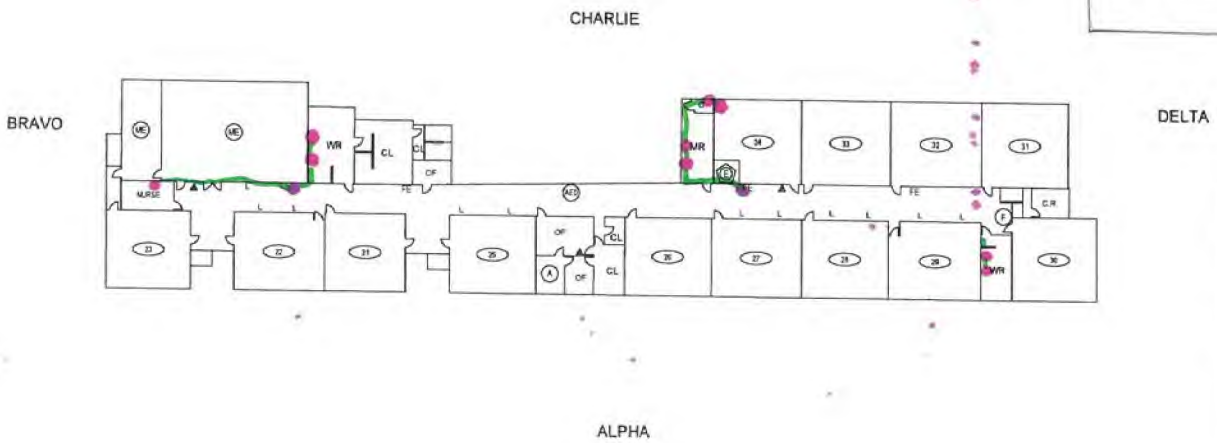 CHARLIE
BRAVO
DELTA
ME
ME
WR
CL
CL
OF
MR
34
33
32
31
E
NURSE
L
FE
AED
FE
C.R
L
L
L
L
L
L
L
L
L
L
F
23
22
21
25
OF
CL
A
OF
CL
26
27
28
29
WR
30
ALPHA